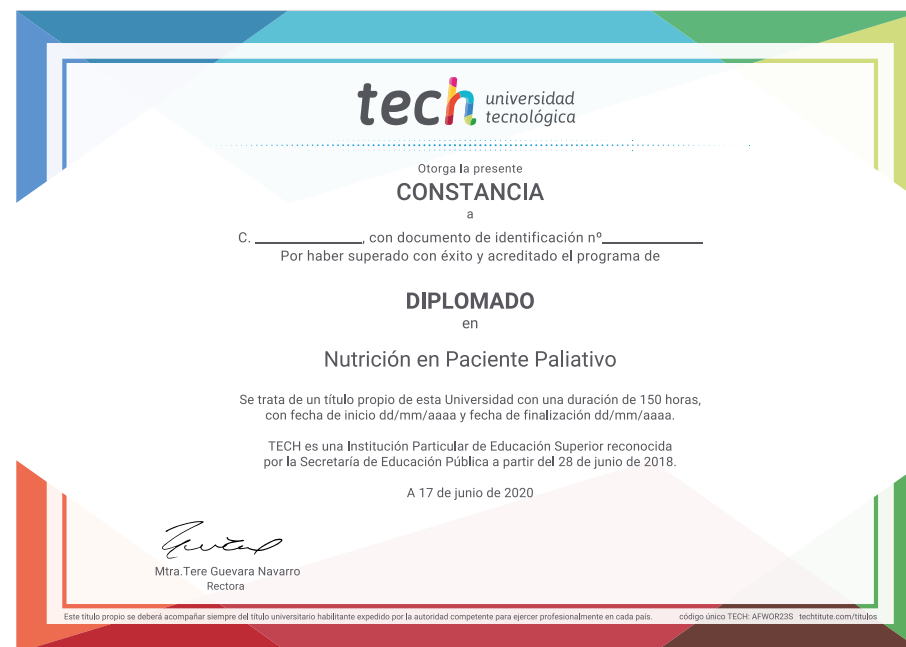 tech universidad
tecnológica
Otorga la presente
CONSTANCIA
a
C. ______________, con documento de identificación nº_____________
Por haber superado con éxito y acreditado el programa de
DIPLOMADO
en
Nutrición en Paciente Paliativo
Se trata de un título propio de esta Universidad con una duración de 150 horas,
con fecha de inicio dd/mm/aaaa y fecha de finalización dd/mm/aaaa.
TECH es una Institución Particular de Educación Superior reconocida
por la Secretaría de Educación Pública a partir del 28 de junio de 2018.
A 17 de junio de 2020
Mtra.Tere Guevara Navarro
Rectora
Este título propio se deberá acompañar siempre del título universitario habilitante expedido por la autoridad competente para ejercer profesionalmente en cada país. código único TECH: AFWOR23S techtitute.com/titulos